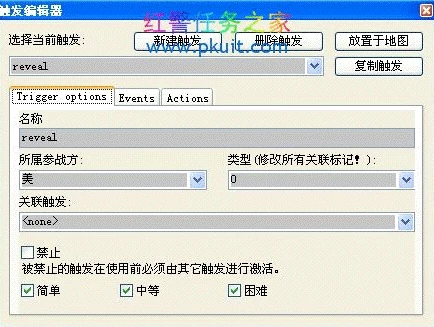 触发编辑器
红警任务之家
www.pkuit.com
选择当前触发:
新建触发
删除触发
放置于地图
reveal
复制触发
Trigger options
Events
Actions
名称
reveal
所属参战方:
类型(修改所有关联标记!):
美
0
关联触发:
<none>
禁止
被禁止的触发在使用前必须由其它触发进行激活。
简单
中等
困难